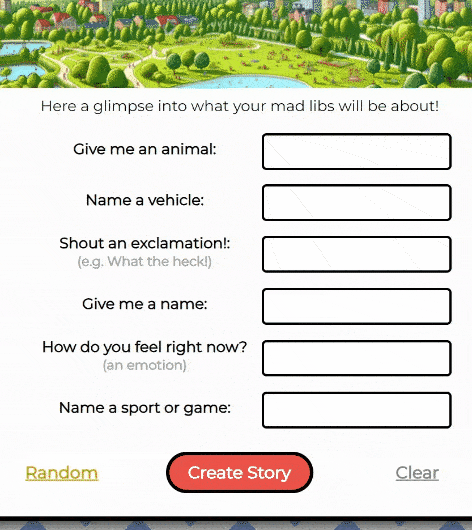 Here a glimpse into what your mad libs will be about!
Give me an animal:
Name a vehicle:
Shout an exclamation!:
(e.g. What the heck!)
Give me a name:
How do you feel right now?
(an emotion)
Name a sport or game:
Random
Create Story
Clear